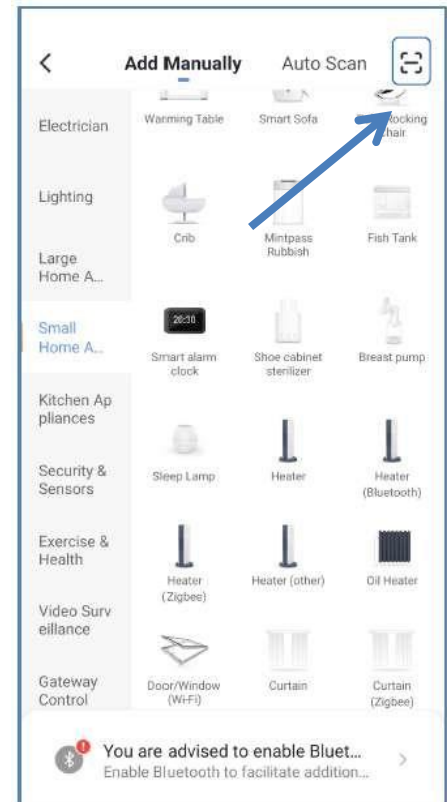 Add Manually
Auto Scan
Electrician
Lighting
Large
Home A...
Small
Home A...
Kitchen Ap
pliances
Security &
Sensors
Exercise &
Health
Video Surv
eillance
Gateway
Control
Warming Table
Smart Sofa
ocking
hair
Crib
Mintpass
Rubbish
Fish Tank
20:30
Smart alarm
clock
Shoe cabinet
sterilizer
Breast pump
Sleep Lamp
Heater
Heater
(Bluetooth)
Heater
(Zigbee)
Heater (other)
Oil Heater
Door/Window
(Wi-Fi)
Curtain
Curtain
(Zigbee)
You are advised to enable Bluet...
Enable Bluetooth to facilitate addition...